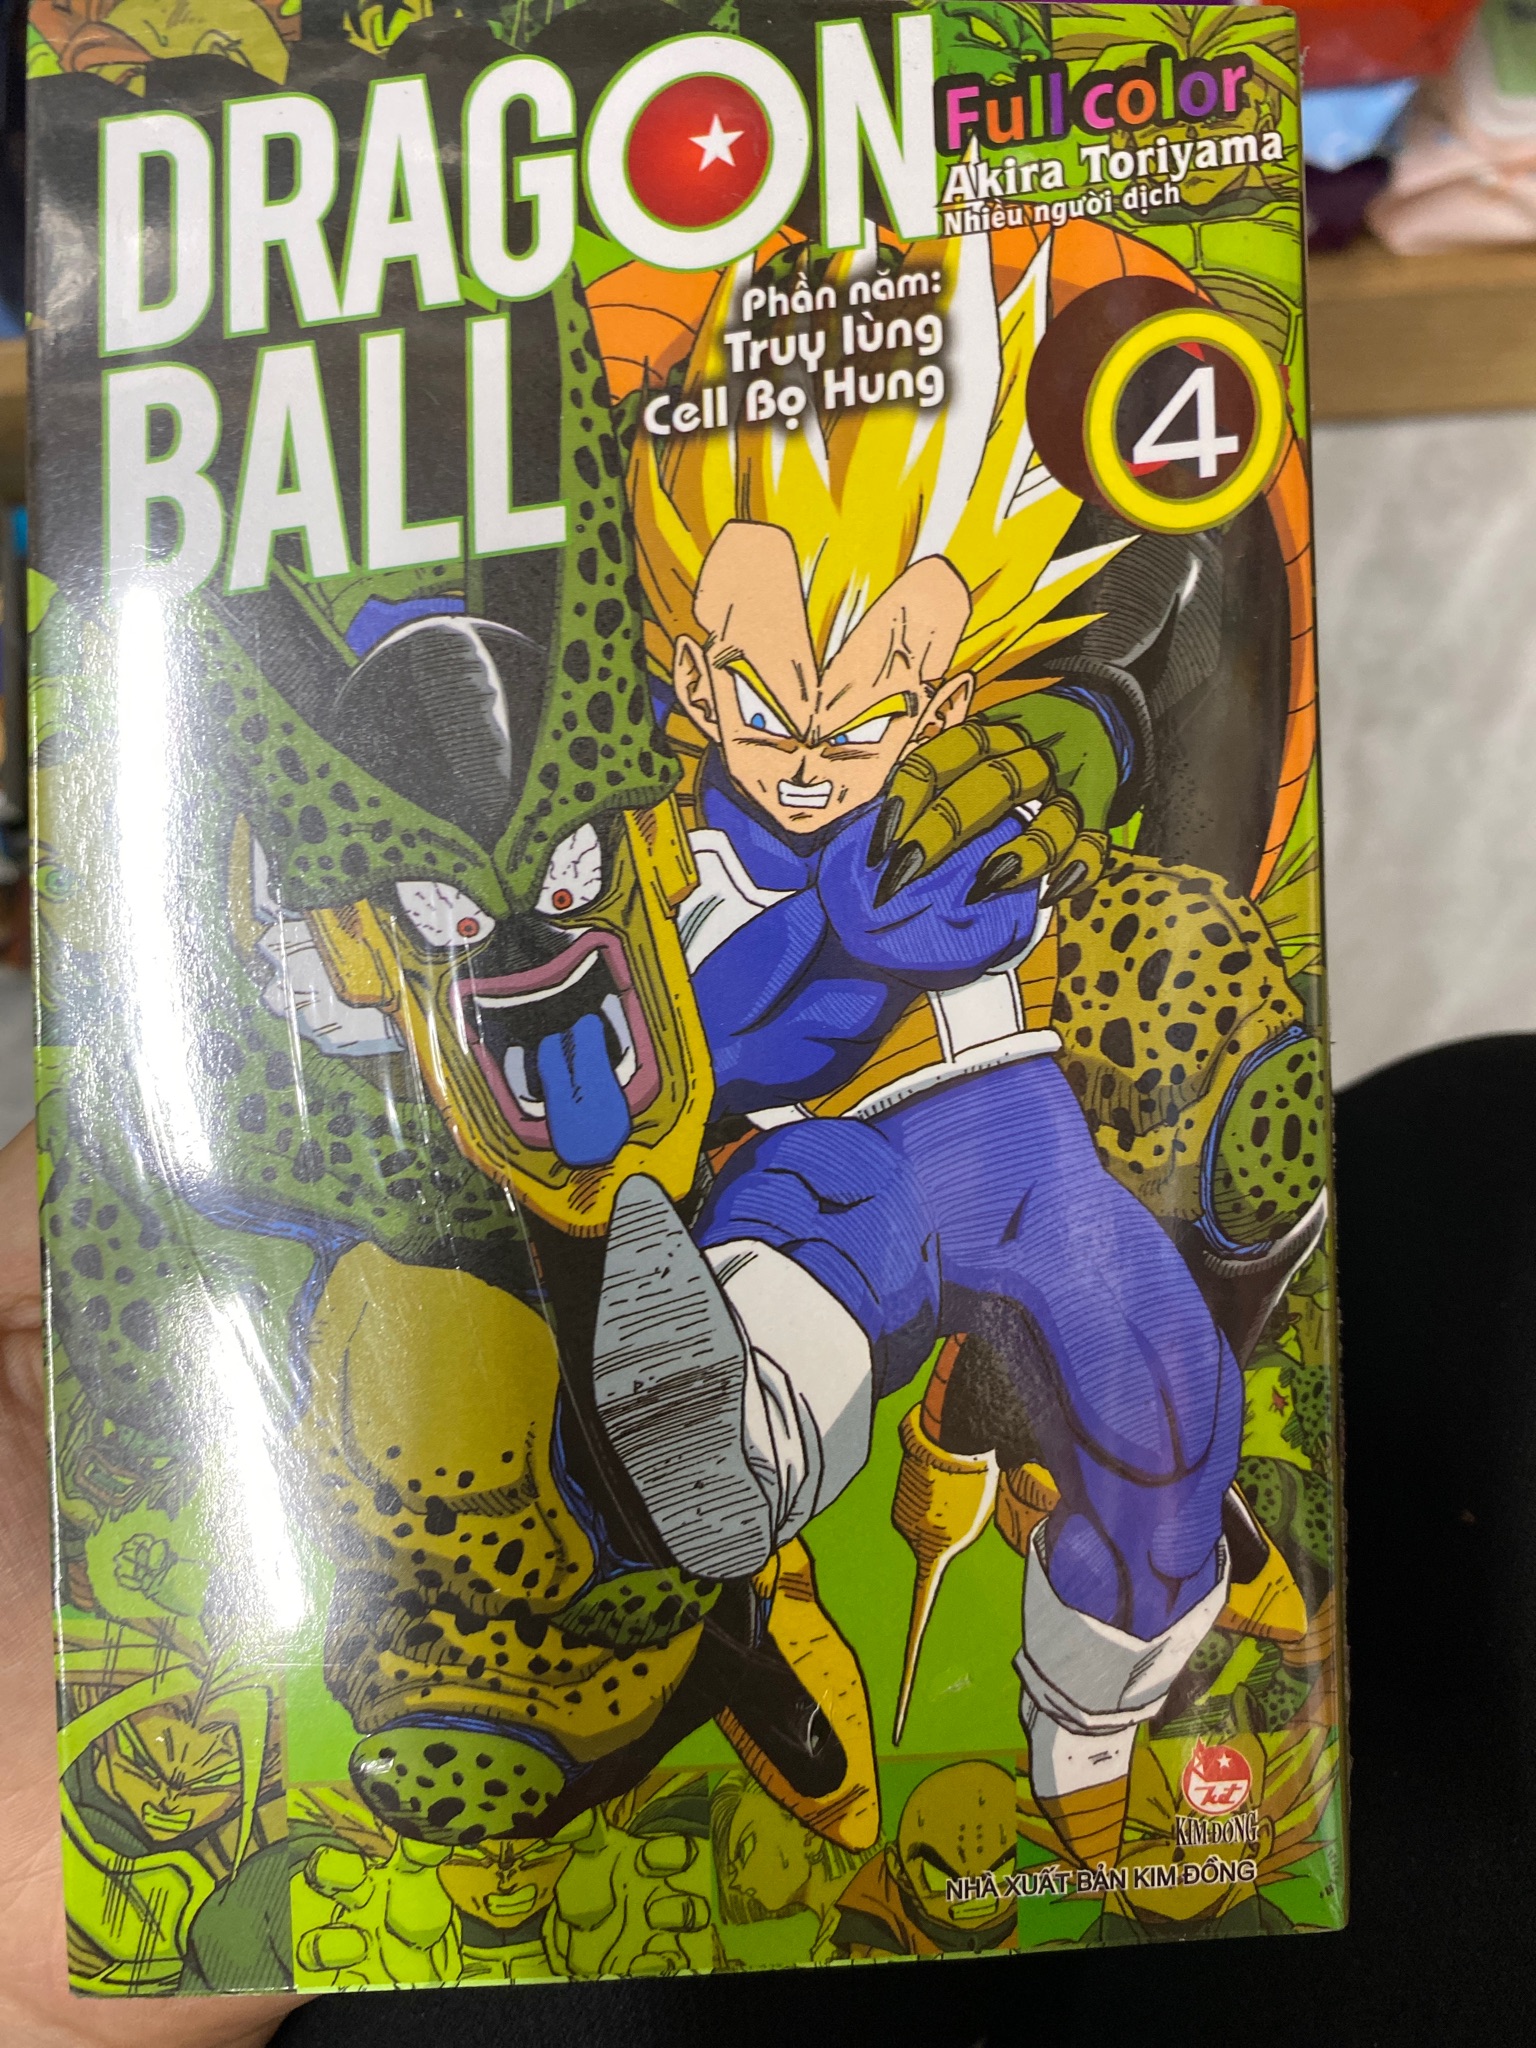 DRAGON
BALL
Full color
Akira Toriyama
Nhiều người dịch
Phần năm:
Truy lùng
Cell Bọ Hung
4
KIM ĐỒNG
NHÀ XUẤT BẢN KIM ĐỒNG